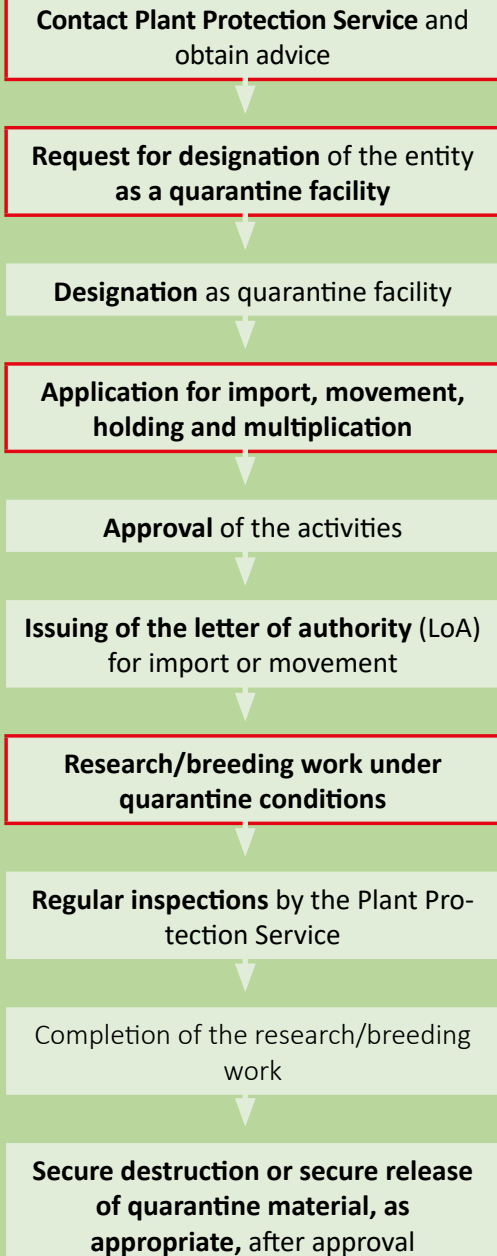 Contact Plant Protection Service and
obtain advice
Request for designation of the entity
as a quarantine facility
Designation as quarantine facility
Application for import, movement,
holding and multiplication
Approval of the activities
Issuing of the letter of authority (LoA)
for import or movement
Research/breeding work under
quarantine conditions
Regular inspections by the Plant Pro-
tection Service
Completion of the research/breeding
work
Secure destruction or secure release
of quarantine material, as
appropriate, after approval